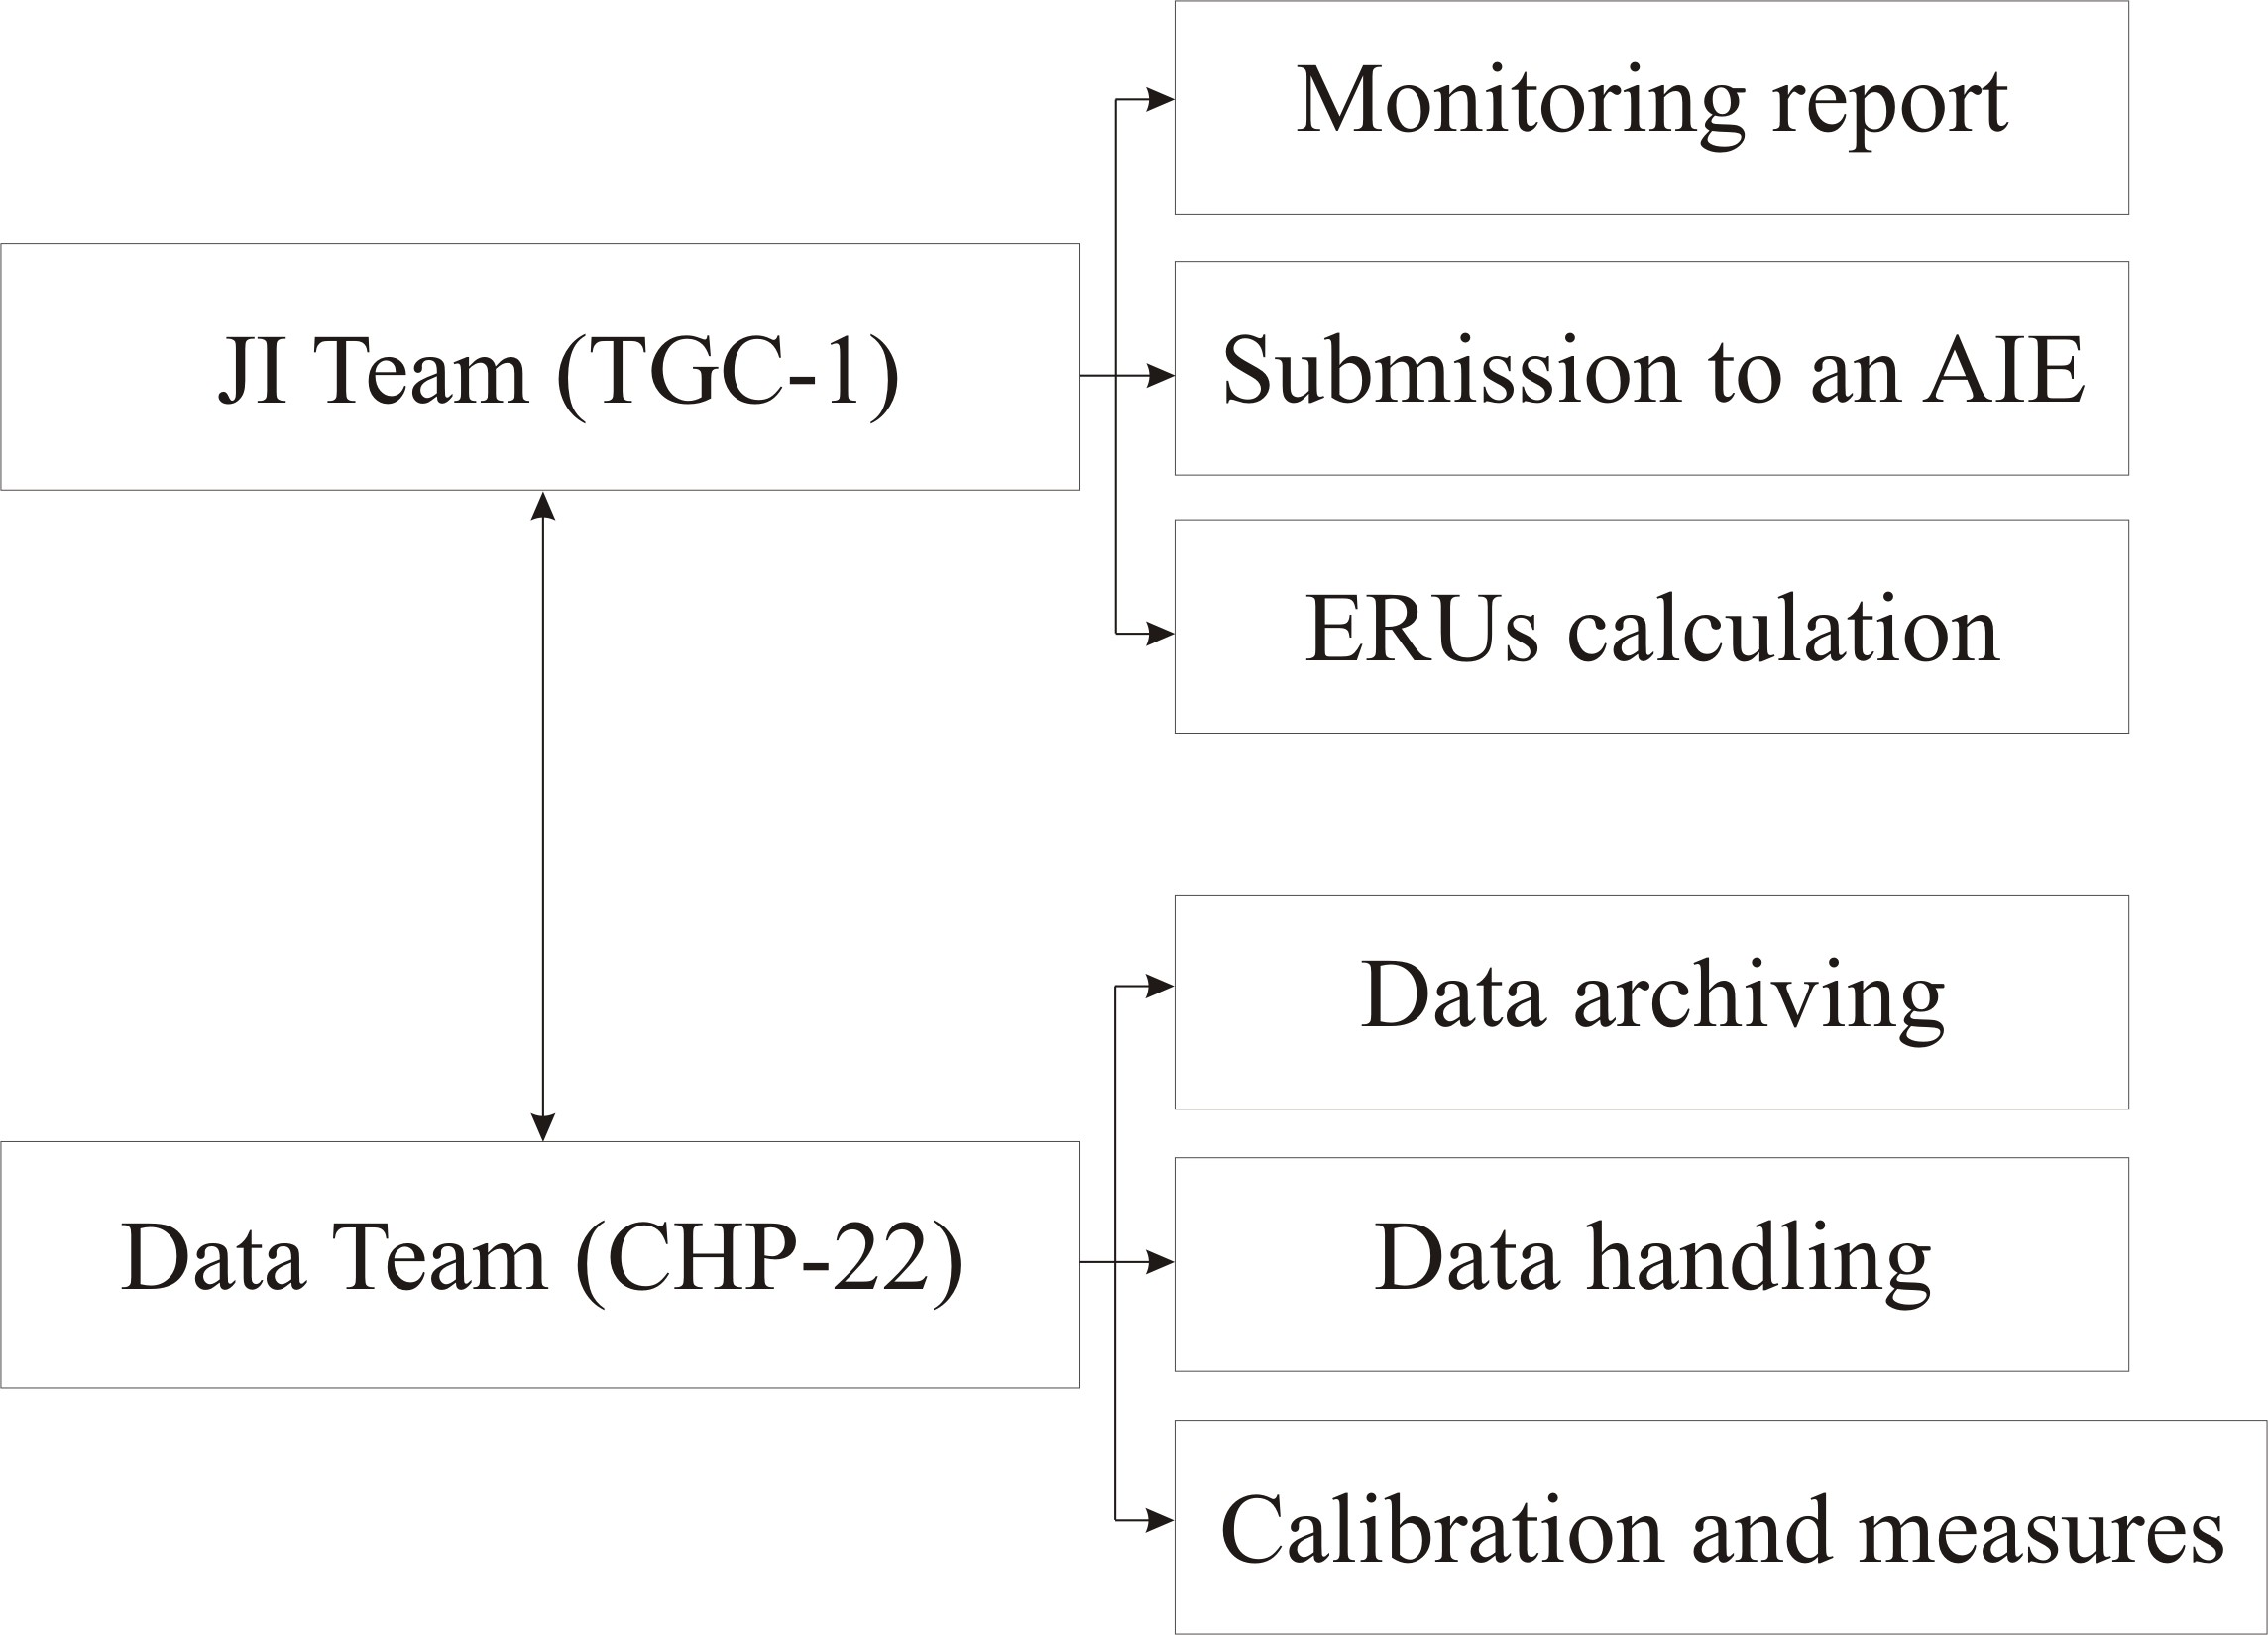 Monitoring report
JI Team (TGC-1)
Submission to an AIE
ERUs calculation
Data archiving
Data Team (CHP-22)
Data handling
Calibration and measures